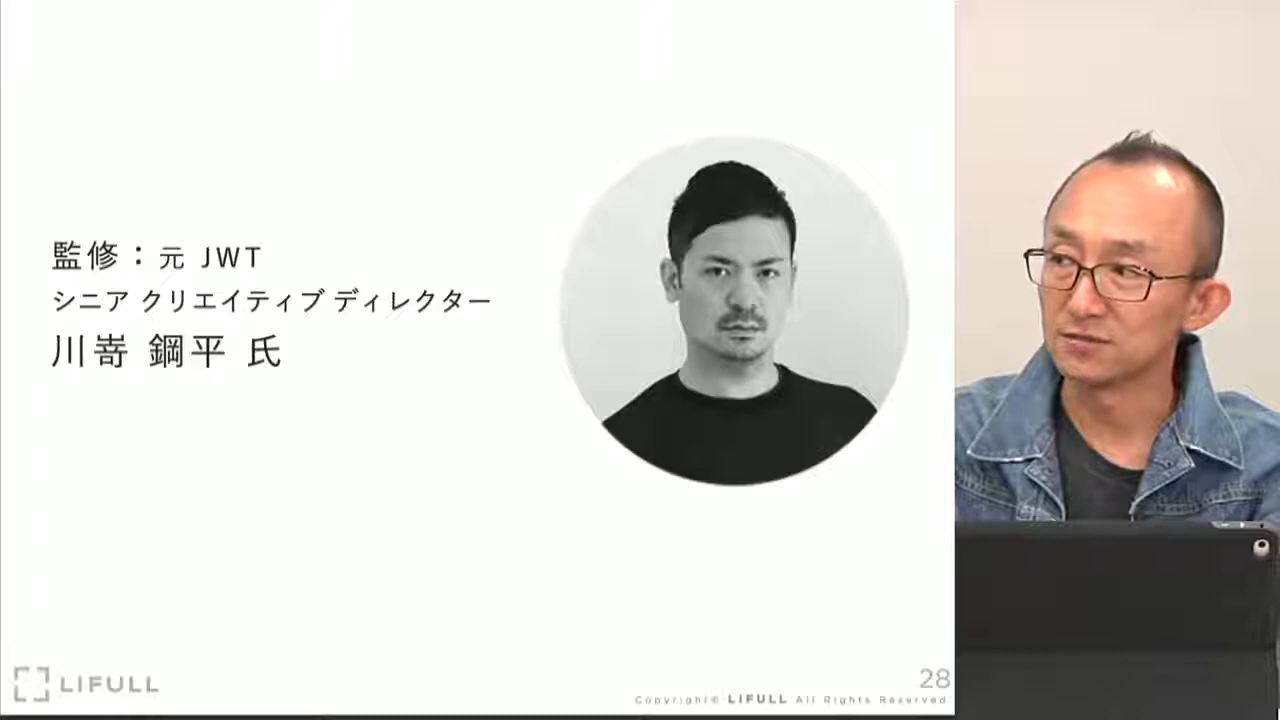 監修：元 JWT
シニア クリエイティブ ディレクター
川嵜 鋼平 氏
LIFULL
28
Copyright© LIFULL All Rights Reserved.